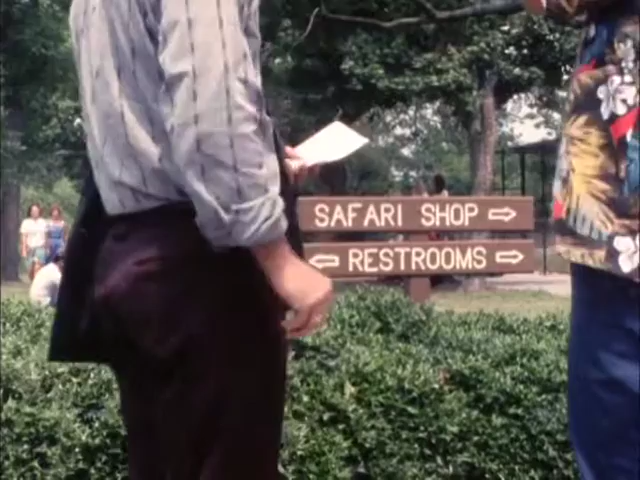 SAFARI SHOP ⇨
⇦ RESTROOMS ⇨